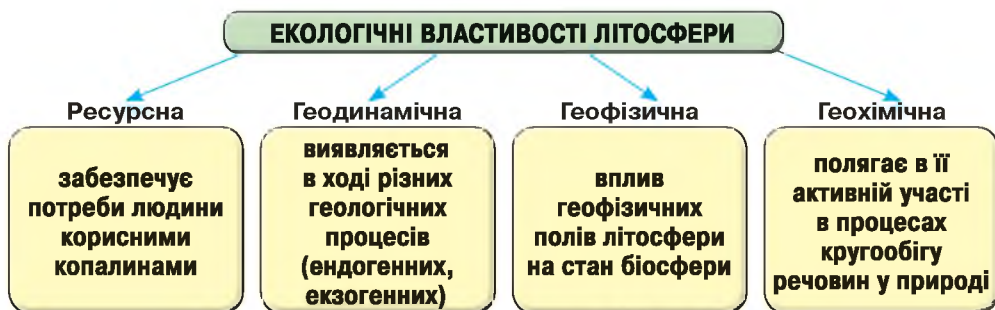 ЕКОЛОГІЧНІ ВЛАСТИВОСТІ ЛІТОСФЕРИ
Ресурсна
забезпечує
потреби людини
корисними
копалинами
Геодинамічна
виявляється
в ході різних
геологічних
процесів
(ендогенних,
екзогенних)
Геофізична
вплив
геофізичних
полів літосфери
на стан біосфери
Геохімічна
полягає в її
активній участі
в процесах
кругообігу
речовин у природі